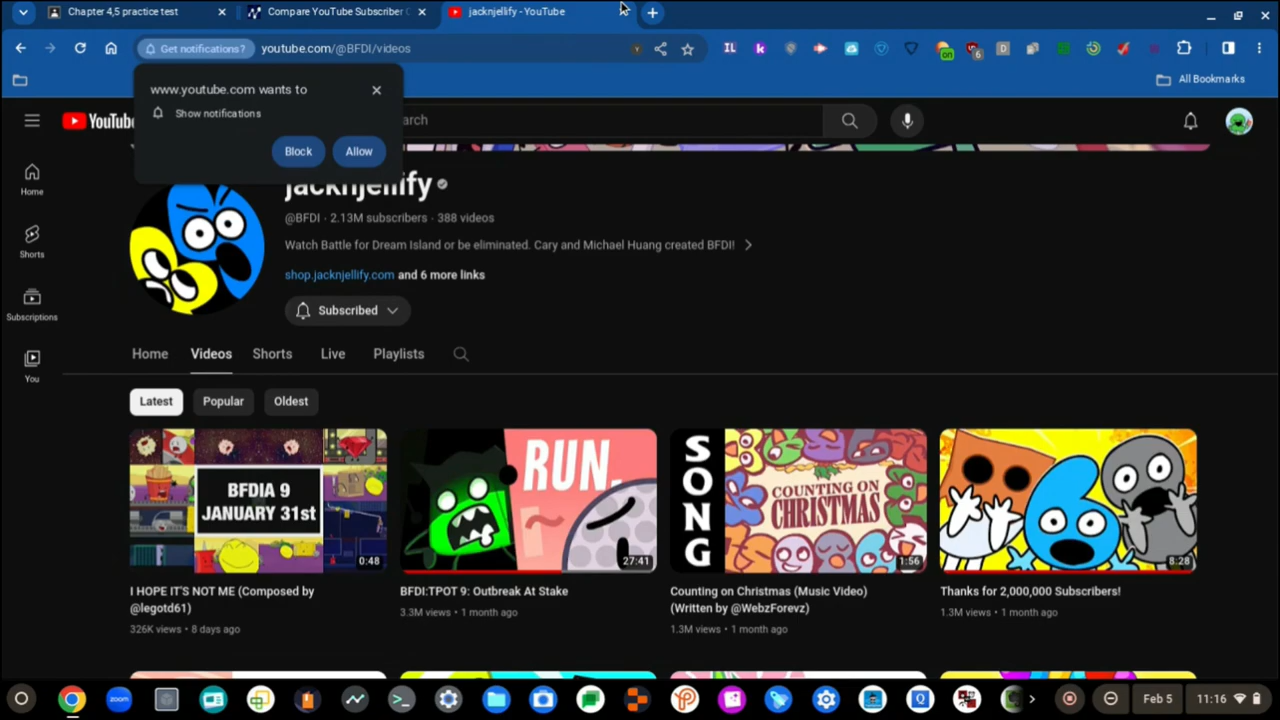 Chapter 4,5 practice test
Compare YouTube Subscriber
jacknjellify - YouTube
Get notifications?
youtube.com/@BFDI/videos
IL
k
on
6
D
All Bookmarks
www.youtube.com wants to
Show notifications
Block
Allow
YouTube
arch
jacknjellify
@BFDI · 2.13M subscribers · 388 videos
Watch Battle for Dream Island or be eliminated. Cary and Michael Huang created BFDI!
shop.jacknjellify.com and 6 more links
Subscribed
Home
Shorts
Subscriptions
You
Home
Videos
Shorts
Live
Playlists
Latest
Popular
Oldest
BFDIA 9
JANUARY 31st
0:48
RUN.
27:41
SONG
COUNTING ON
CHRISTMAS
1:56
8:28
I HOPE IT'S NOT ME (Composed by
@legotd61)
326K views · 8 days ago
BFDI:TPOT 9: Outbreak At Stake
3.3M views · 1 month ago
Counting on Christmas (Music Video)
(Written by @WebzForevz)
1.3M views · 1 month ago
Thanks for 2,000,000 Subscribers!
1.3M views · 1 month ago
zoom
Feb 5
11:16